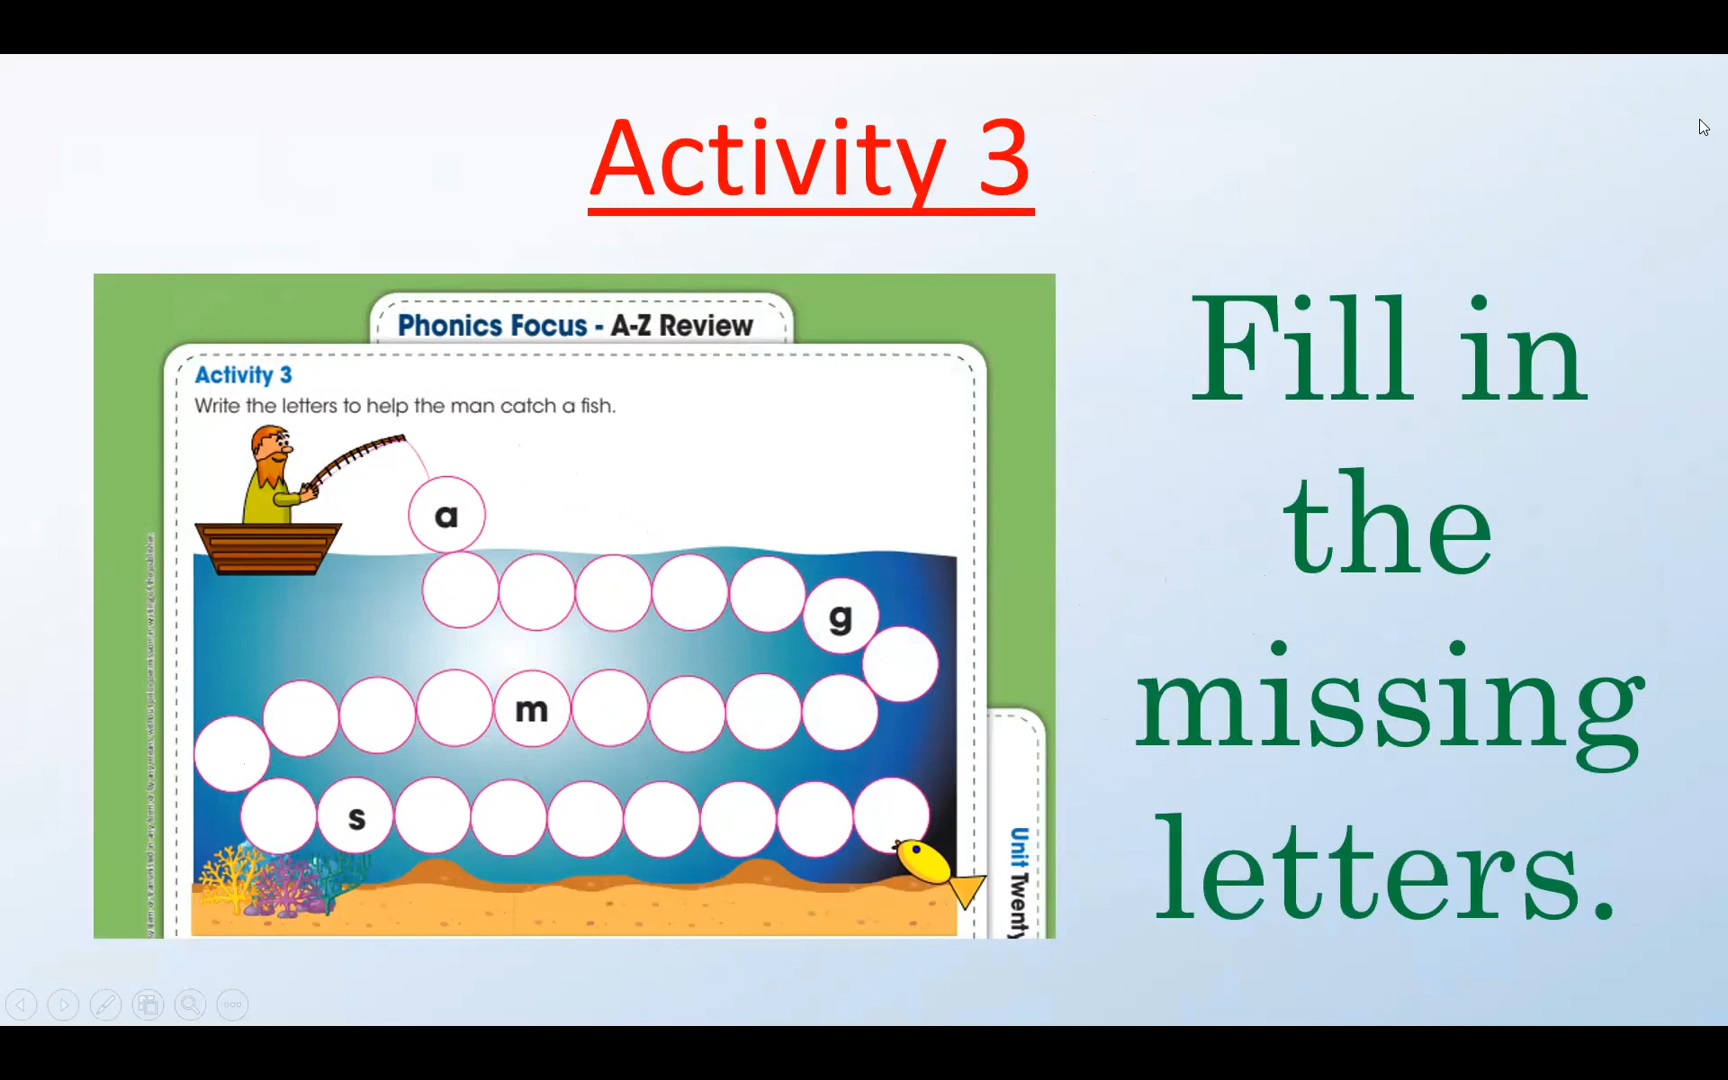 Activity 3
Phonics Focus - A-Z Review
Activity 3
Write the letters to help the man catch a fish.
a
g
m
s
Unit Twenty
Fill in
the
missing
letters.